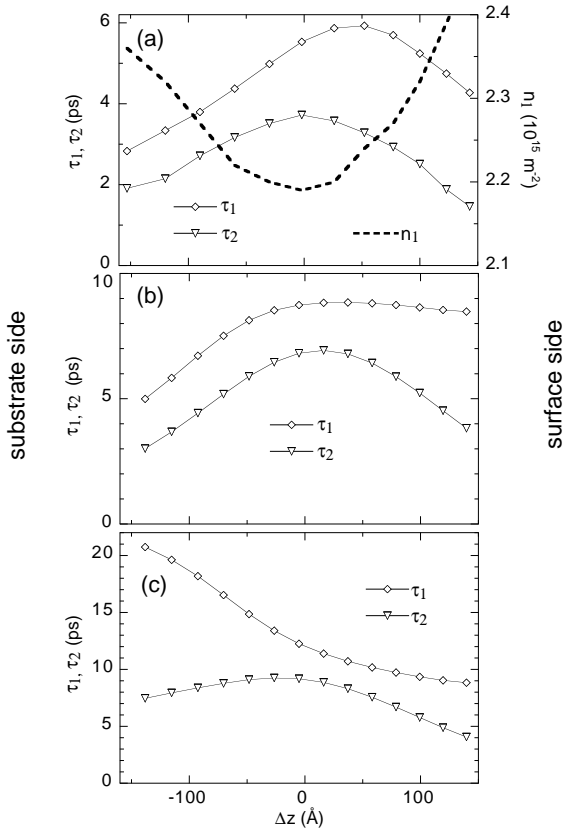 substrate side
surface side
(a)
6
4
2
0
τ1, τ2 (ps)
2.4
2.3
2.2
2.1
n1 (10^15 m^-2)
τ1
τ2
n1
(b)
10
5
0
τ1, τ2 (ps)
τ1
τ2
(c)
20
15
10
5
0
τ1, τ2 (ps)
τ1
τ2
-100
0
100
Δz (Å)